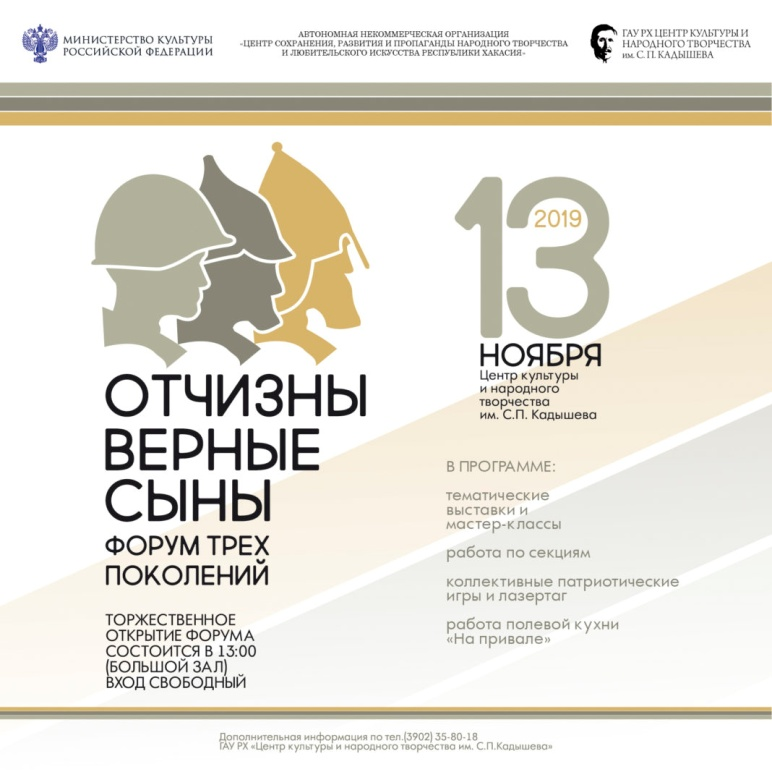 МИНИСТЕРСТВО КУЛЬТУРЫ
РОССИЙСКОЙ ФЕДЕРАЦИИ
АВТОНОМНАЯ НЕКОММЕРЧЕСКАЯ ОРГАНИЗАЦИЯ
«ЦЕНТР СОХРАНЕНИЯ, РАЗВИТИЯ И ПРОПАГАНДЫ НАРОДНОГО ТВОРЧЕСТВА
И ЛЮБИТЕЛЬСКОГО ИСКУССТВА РЕСПУБЛИКИ ХАКАСИЯ»
ГАУ РХ ЦЕНТР КУЛЬТУРЫ И
НАРОДНОГО ТВОРЧЕСТВА
им. С.П. КАДЫШЕВА
ОТЧИЗНЫ
ВЕРНЫЕ
СЫНЫ
ФОРУМ ТРЕХ
ПОКОЛЕНИЙ
ТОРЖЕСТВЕННОЕ
ОТКРЫТИЕ ФОРУМА
СОСТОИТСЯ В 13:00
(БОЛЬШОЙ ЗАЛ)
ВХОД СВОБОДНЫЙ
13
2019
НОЯБРЯ
Центр культуры
и народного
творчества
им. С.П. Кадышева
В ПРОГРАММЕ:
тематические
выставки и
мастер-классы
работа по секциям
коллективные патриотические
игры и лазертаг
работа полевой кухни
«На привале»
Дополнительная информация по тел.(3902) 35-80-18
ГАУ РХ «Центр культуры и народного творчества им. С.П.Кадышева»